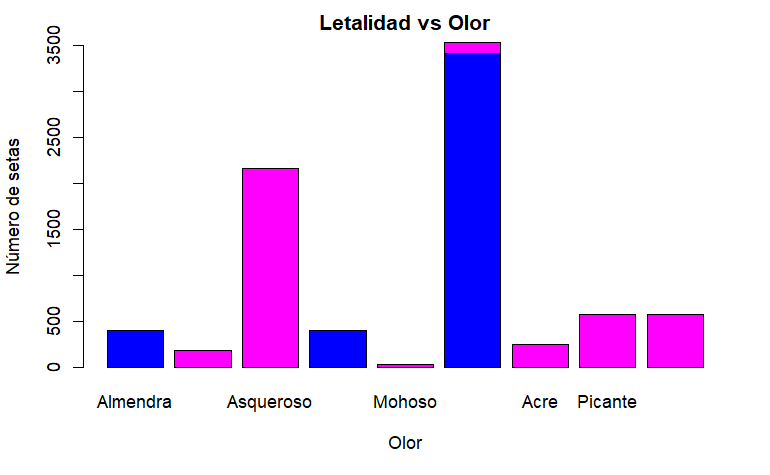 Letalidad vs Olor
Número de setas
3500
2500
1500
500
0
Almendra Asqueroso Mohoso Acre Picante
Olor